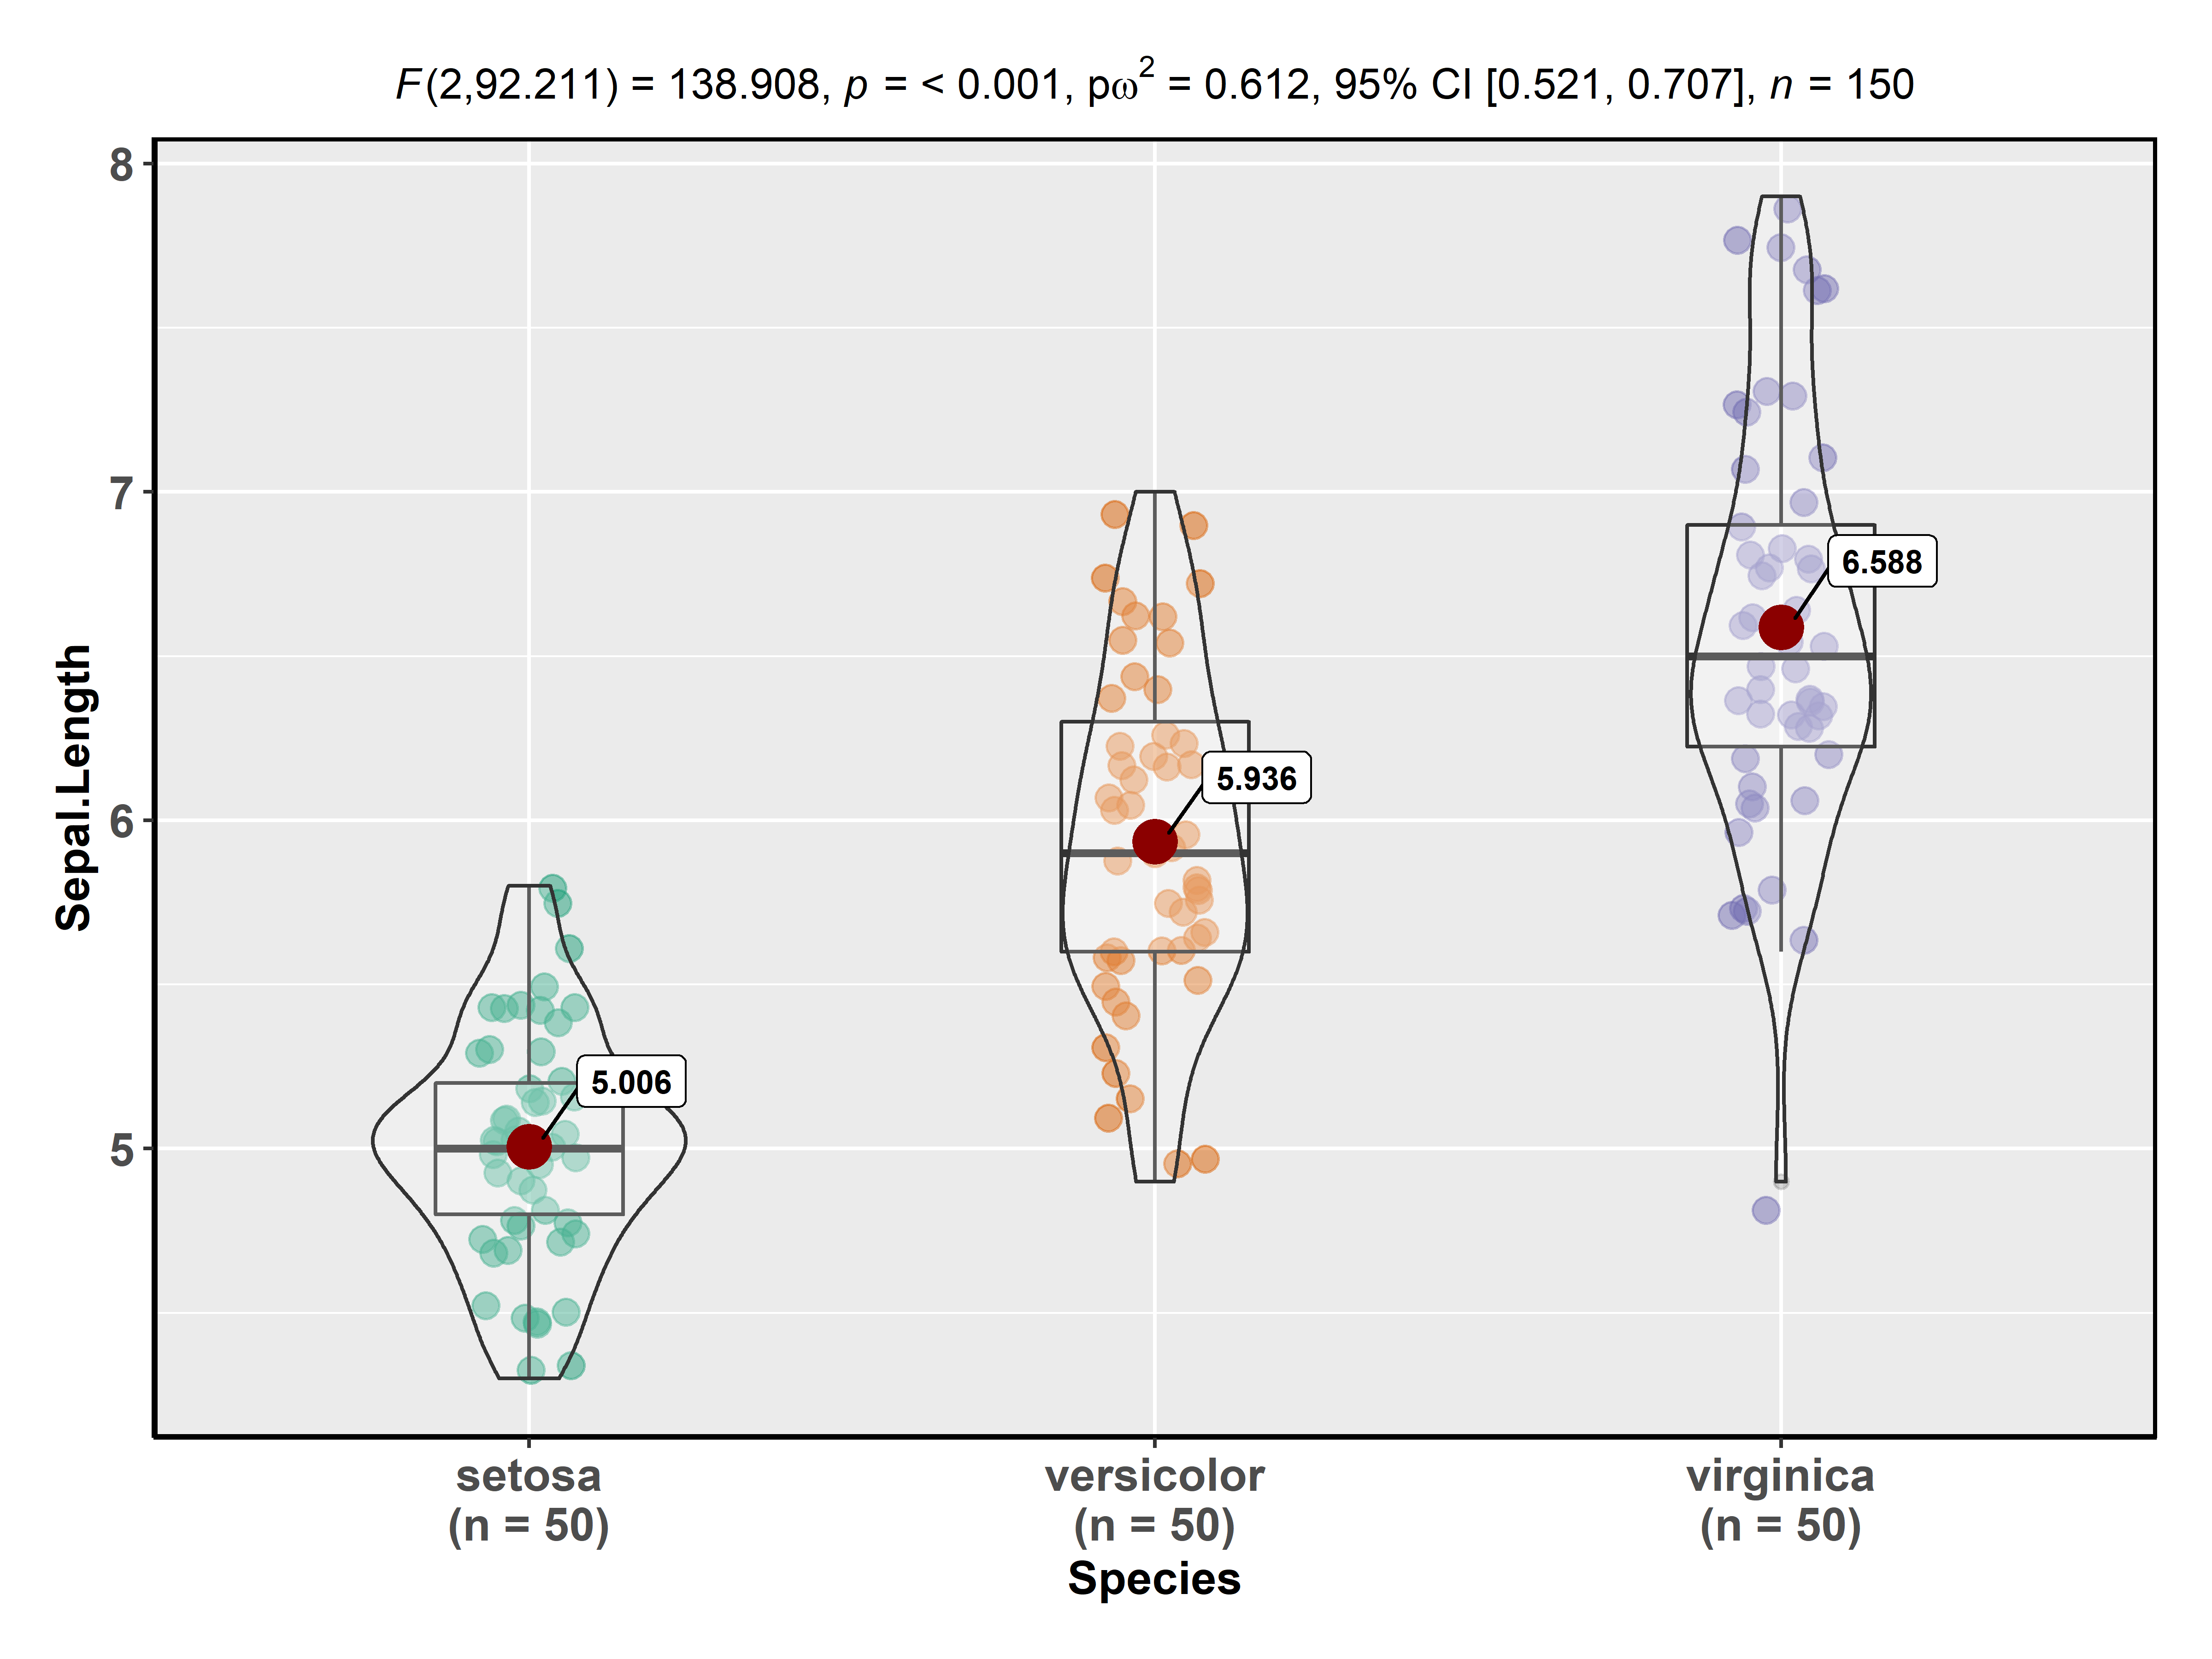 F(2,92.211) = 138.908, p = < 0.001, pω² = 0.612, 95% CI [0.521, 0.707], n = 150
8
7
6
5
Sepal.Length
6.588
5.936
5.006
setosa
(n = 50)
versicolor
(n = 50)
virginica
(n = 50)
Species